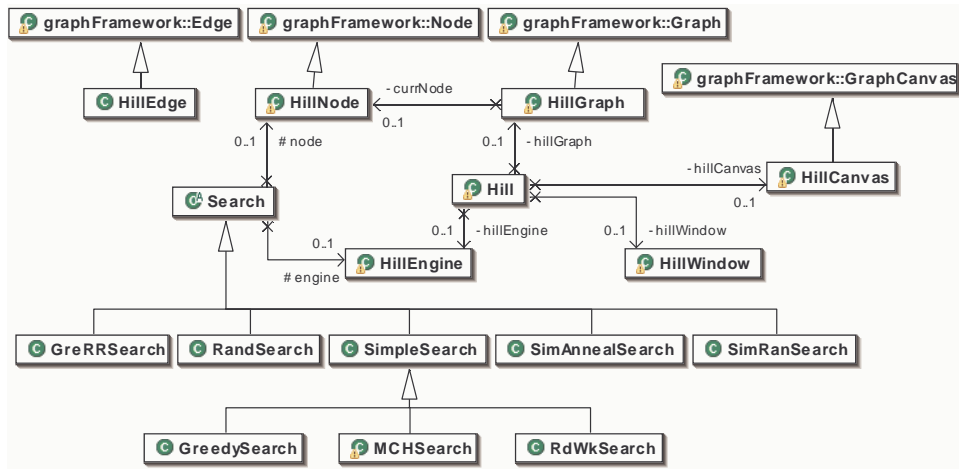 graphFramework::Edge
graphFramework::Node
graphFramework::Graph
graphFramework::GraphCanvas
HillEdge
HillNode
- currNode
0..1
HillGraph
0..1
# node
0..1
- hillGraph
- hillCanvas
0..1
HillCanvas
Search
Hill
0..1
# engine
HillEngine
0..1
- hillEngine
0..1
- hillWindow
HillWindow
GreRRSearch
RandSearch
SimpleSearch
SimAnnealSearch
SimRanSearch
GreedySearch
MCHSearch
RdWkSearch